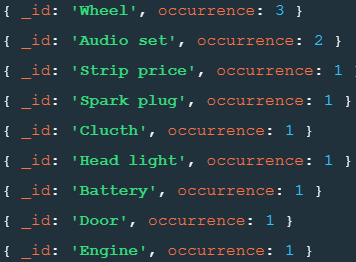 { _id: 'Wheel', occurrence: 3 }
{ _id: 'Audio set', occurrence: 2 }
{ _id: 'Strip price', occurrence: 1 }
{ _id: 'Spark plug', occurrence: 1 }
{ _id: 'Clucth', occurrence: 1 }
{ _id: 'Head light', occurrence: 1 }
{ _id: 'Battery', occurrence: 1 }
{ _id: 'Door', occurrence: 1 }
{ _id: 'Engine', occurrence: 1 }